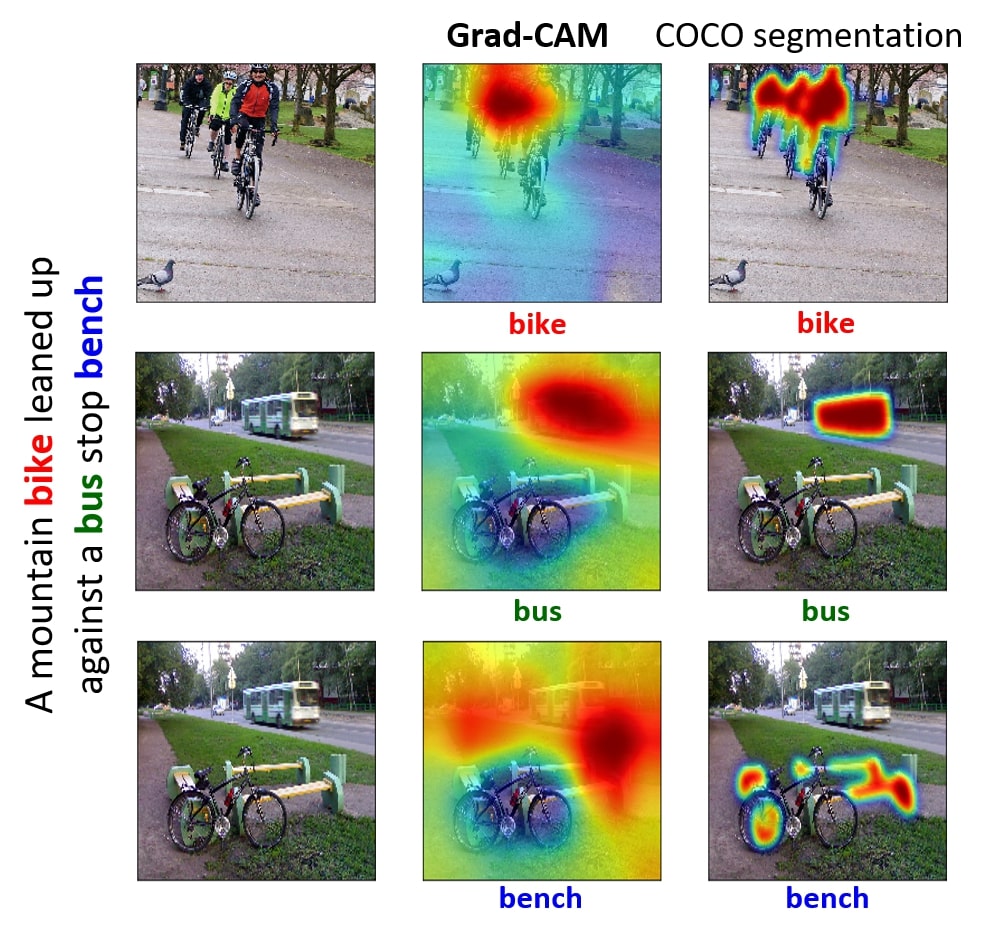 Grad-CAM COCO segmentation
A mountain bike leaned up
against a bus stop bench
bike bike
bus bus
bench bench